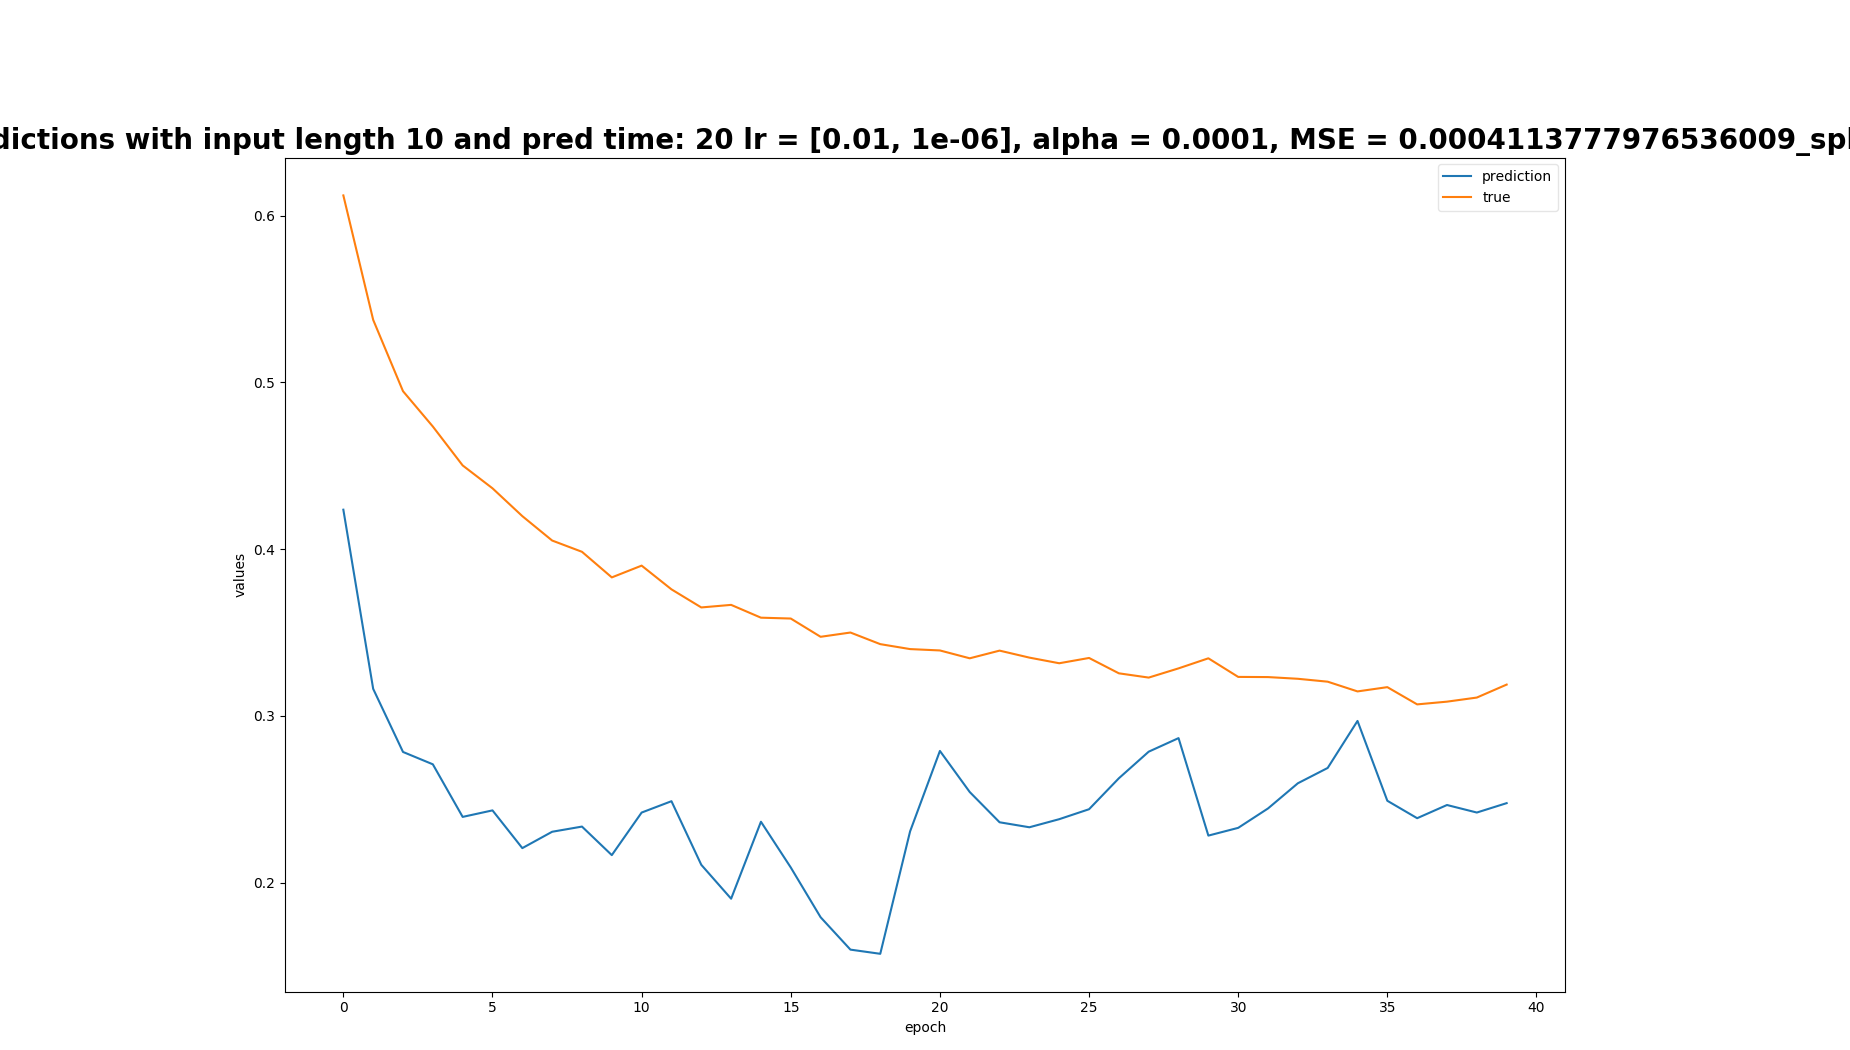 dictions with input length 10 and pred time: 20 lr = [0.01, 1e-06], alpha = 0.0001, MSE = 0.0004113777976536009_spl
prediction
true
0.6
0.5
0.4
0.3
0.2
values
0
5
10
15
20
25
30
35
40
epoch